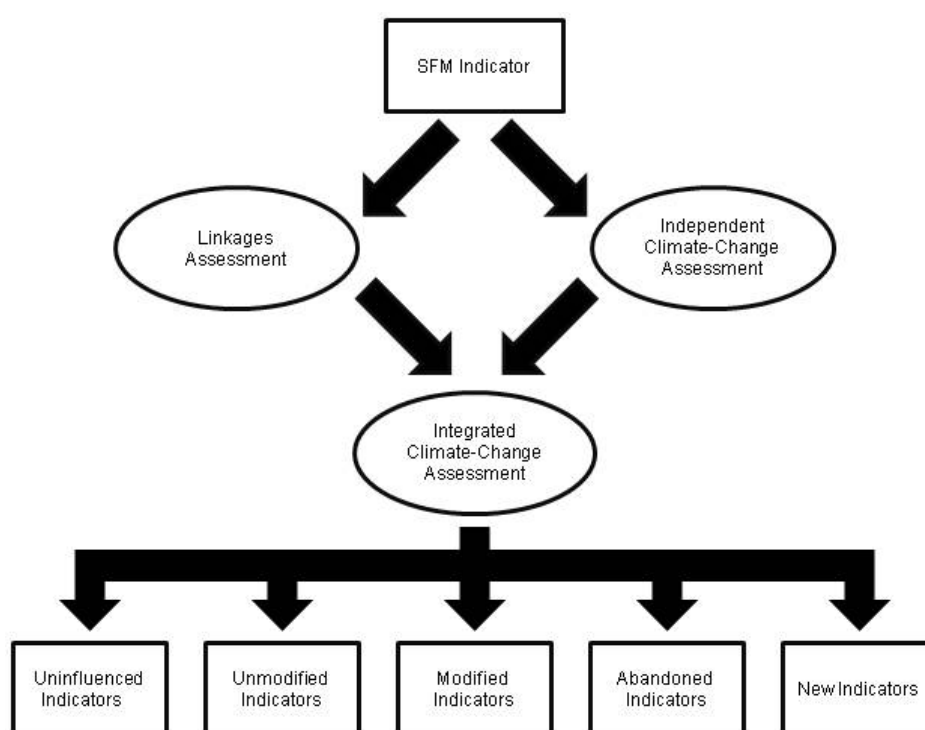 SFM Indicator
Linkages
Assessment
Independent
Climate-Change
Assessment
Integrated
Climate-Change
Assessment
Uninfluenced
Indicators
Unmodified
Indicators
Modified
Indicators
Abandoned
Indicators
New Indicators